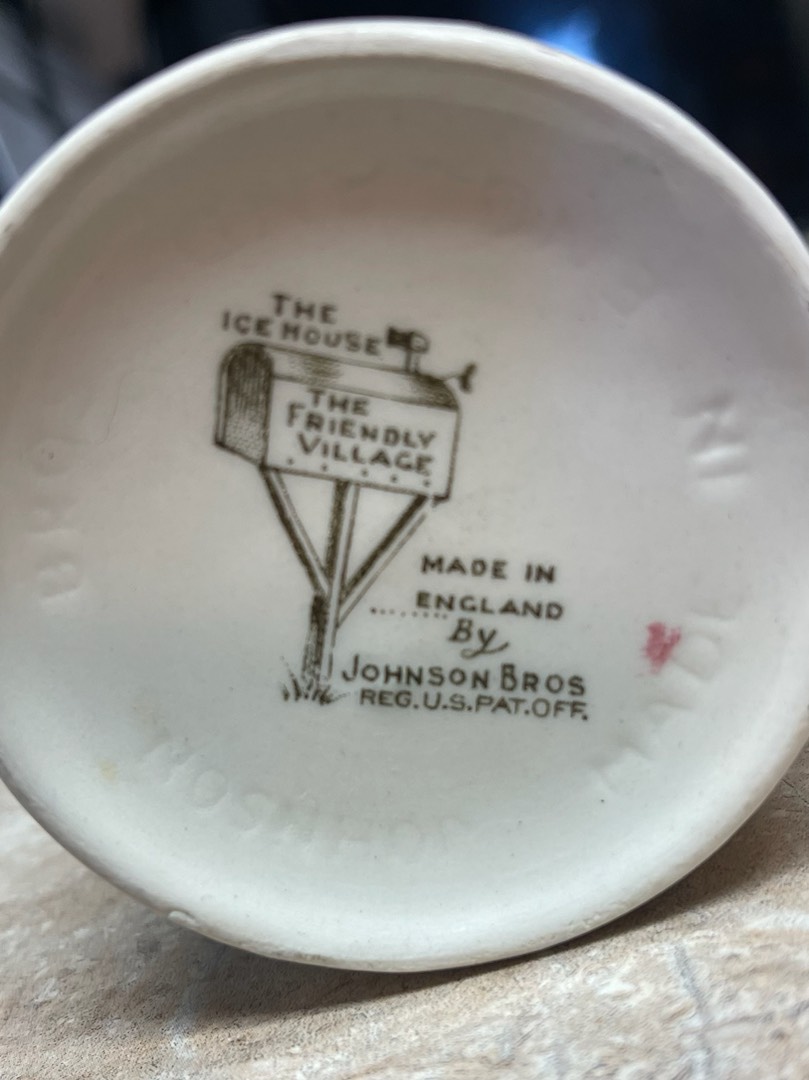 THE
ICE HOUSE
THE
FRIENDLY
VILLAGE
MADE IN
ENGLAND
By
JOHNSON BROS
REG.U.S.PAT.OFF.